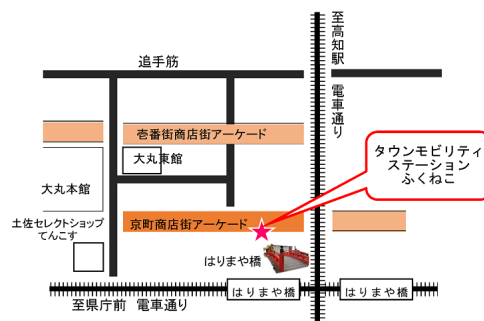 至高知駅
追手筋
電車通り
壱番街商店街アーケード
タウンモビリティ
ステーション
ふくねこ
大丸東館
大丸本館
土佐セレクトショップ
てんこす
京町商店街アーケード
はりまや橋
はりまや橋
はりまや橋
至県庁前 電車通り